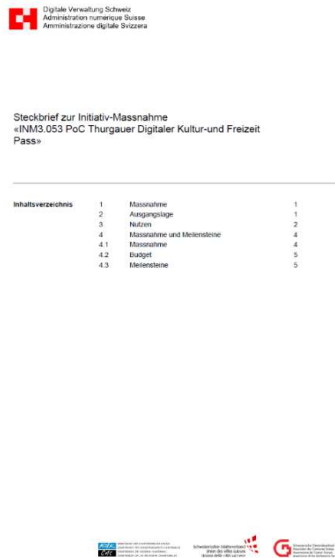 Digitale Verwaltung Schweiz
Administration numérique Suisse
Amministrazione digitale Svizzera
Steckbrief zur Initiativ-Massnahme
«INM3.053 PoC Thurgauer Digitaler Kultur-und Freizeit
Pass»
Inhaltsverzeichnis 1 Massnahme 1
2 Ausgangslage 1
3 Nutzen 2
4 Massnahme und Meilensteine 4
4.1 Massnahme 4
4.2 Budget 5
4.3 Meilensteine 5